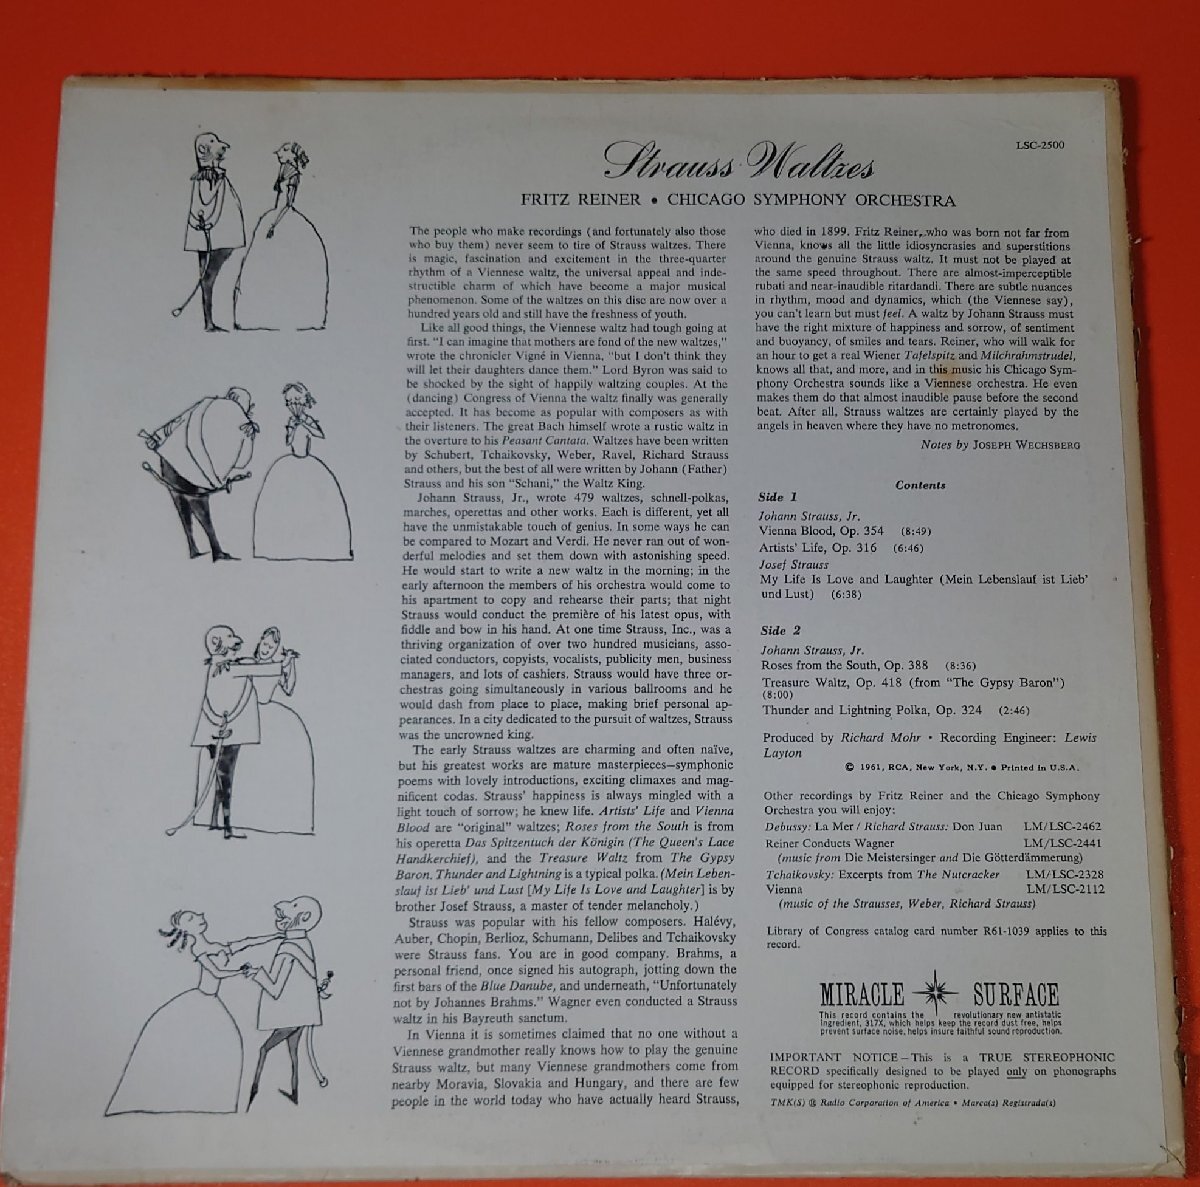 LSC-2500
Strauss Waltzes
FRITZ REINER • CHICAGO SYMPHONY ORCHESTRA
The people who make recordings (and fortunately also those
who buy them) never seem to tire of Strauss waltzes. There
is magic, fascination and excitement in the three-quarter
rhythm of a Viennese waltz, the universal appeal and inde-
structible charm of which have become a major musical
phenomenon. Some of the waltzes on this disc are now over a
hundred years old and still have the freshness of youth.
Like all good things, the Viennese waltz had tough going at
first. "I can imagine that mothers are fond of the new waltzes,"
wrote the chronicler Vigné in Vienna, "but I don't think they
will let their daughters dance them." Lord Byron was said to
be shocked by the sight of happily waltzing couples. At the
(dancing) Congress of Vienna the waltz finally was generally
accepted. It has become as popular with composers as with
their listeners. The great Bach himself wrote a rustic waltz in
the overture to his Peasant Cantata. Waltzes have been written
by Schubert, Tchaikovsky, Weber, Ravel, Richard Strauss
and others, but the best of all were written by Johann (Father)
Strauss and his son "Schani," the Waltz King.
Johann Strauss, Jr., wrote 479 waltzes, schnell-polkas,
marches, operettas and other works. Each is different, yet all
have the unmistakable touch of genius. In some ways he can
be compared to Mozart and Verdi. He never ran out of won-
derful melodies and set them down with astonishing speed.
He would start to write a new waltz in the morning; in the
early afternoon the members of his orchestra would come to
his apartment to copy and rehearse their parts; that night
Strauss would conduct the première of his latest opus, with
fiddle and bow in his hand. At one time Strauss, Inc., was a
thriving organization of over two hundred musicians, asso-
ciated conductors, copyists, vocalists, publicity men, business
managers, and lots of cashiers. Strauss would have three or-
chestras going simultaneously in various ballrooms and he
would dash from place to place, making brief personal ap-
pearances. In a city dedicated to the pursuit of waltzes, Strauss
was the uncrowned king.
The early Strauss waltzes are charming and often naïve,
but his greatest works are mature masterpieces—symphonic
poems with lovely introductions, exciting climaxes and mag-
nificent codas. Strauss' happiness is always mingled with a
light touch of sorrow; he knew life. Artists' Life and Vienna
Blood are "original" waltzes; Roses from the South is from
his operetta Das Spitzentuch der Königin (The Queen's Lace
Handkerchief), and the Treasure Waltz from The Gypsy
Baron. Thunder and Lightning is a typical polka. (Mein Leben-
slauf ist Lieb' und Lust [My Life Is Love and Laughter] is by
brother Josef Strauss, a master of tender melancholy.)
Strauss was popular with his fellow composers. Halévy,
Auber, Chopin, Berlioz, Schumann, Delibes and Tchaikovsky
were Strauss fans. You are in good company. Brahms, a
personal friend, once signed his autograph, jotting down the
first bars of the Blue Danube, and underneath, "Unfortunately
not by Johannes Brahms." Wagner even conducted a Strauss
waltz in his Bayreuth sanctum.
In Vienna it is sometimes claimed that no one without a
Viennese grandmother really knows how to play the genuine
Strauss waltz, but many Viennese grandmothers come from
nearby Moravia, Slovakia and Hungary, and there are few
people in the world today who have actually heard Strauss,
who died in 1899. Fritz Reiner, who was born not far from
Vienna, knows all the little idiosyncrasies and superstitions
around the genuine Strauss waltz. It must not be played at
the same speed throughout. There are almost-imperceptible
rubati and near-inaudible ritardandi. There are subtle nuances
in rhythm, mood and dynamics, which (the Viennese say),
you can't learn but must feel. A waltz by Johann Strauss must
have the right mixture of happiness and sorrow, of sentiment
and buoyancy, of smiles and tears. Reiner, who will walk for
an hour to get a real Wiener Tafelspitz and Milchrahmstrudel,
knows all that, and more, and in this music his Chicago Sym-
phony Orchestra sounds like a Viennese orchestra. He even
makes them do that almost inaudible pause before the second
beat. After all, Strauss waltzes are certainly played by the
angels in heaven where they have no metronomes.
Notes by JOSEPH WECHSBERG
Contents
Side 1
Johann Strauss, Jr.
Vienna Blood, Op. 354 (8:49)
Artists' Life, Op. 316 (6:46)
Josef Strauss
My Life Is Love and Laughter (Mein Lebenslauf ist Lieb'
und Lust) (6:38)
Side 2
Johann Strauss, Jr.
Roses from the South, Op. 388 (8:36)
Treasure Waltz, Op. 418 (from "The Gypsy Baron")
(8:00)
Thunder and Lightning Polka, Op. 324 (2:46)
Produced by Richard Mohr • Recording Engineer: Lewis
Layton
© 1961, RCA, New York, N.Y. • Printed in U.S.A.
Other recordings by Fritz Reiner and the Chicago Symphony
Orchestra you will enjoy:
Debussy: La Mer / Richard Strauss: Don Juan LM/LSC-2462
Reiner Conducts Wagner LM/LSC-2441
(music from Die Meistersinger and Die Götterdämmerung)
Tchaikovsky: Excerpts from The Nutcracker LM/LSC-2328
Vienna LM/LSC-2112
(music of the Strausses, Weber, Richard Strauss)
Library of Congress catalog card number R61-1039 applies to this
record.
MIRACLE SURFACE
This record contains the revolutionary new antistatic
ingredient, 317X, which helps keep the record dust free, helps
prevent surface noise, helps insure faithful sound reproduction.
IMPORTANT NOTICE—This is a TRUE STEREOPHONIC
RECORD specifically designed to be played only on phonographs
equipped for stereophonic reproduction.
TMK(S) ® Radio Corporation of America • Marca(s) Registrada(s)